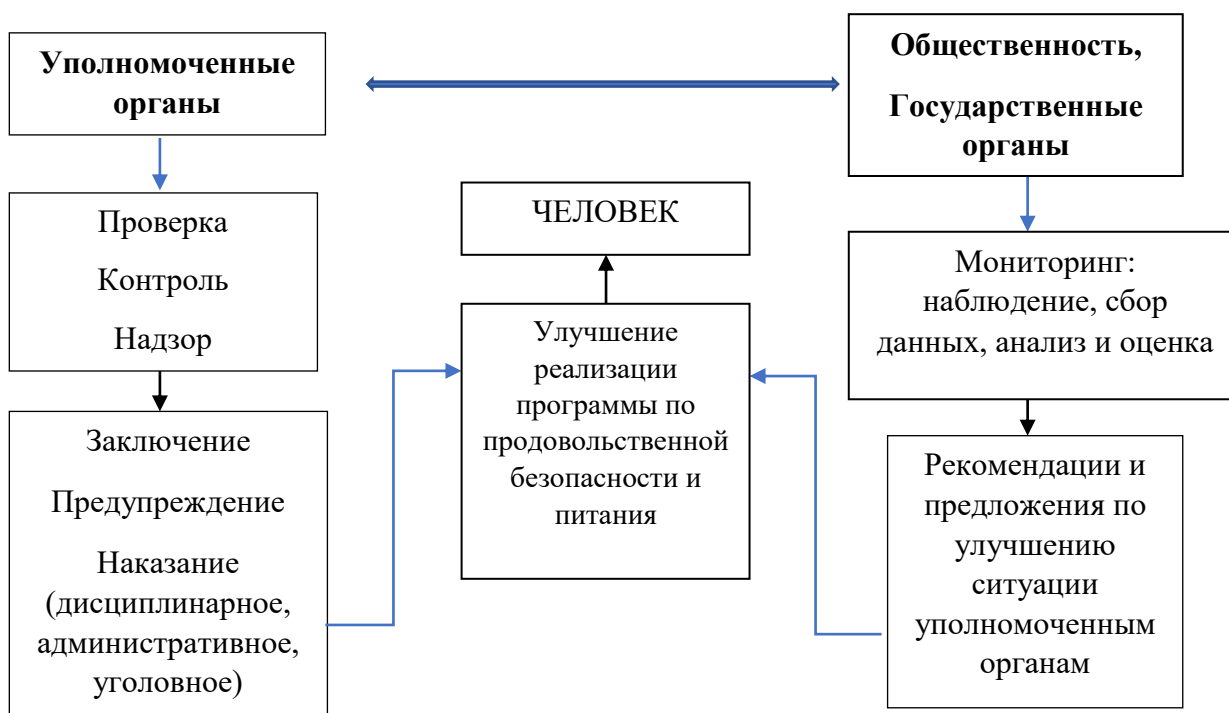 Уполномоченные
органы
Общественность,
Государственные
органы
Проверка
Контроль
Надзор
ЧЕЛОВЕК
Мониторинг:
наблюдение, сбор
данных, анализ и оценка
Улучшение
реализации
программы по
продовольственной
безопасности и
питания
Заключение
Предупреждение
Наказание
(дисциплинарное,
административное,
уголовное)
Рекомендации и
предложения по
улучшению
ситуации
уполномоченным
органам